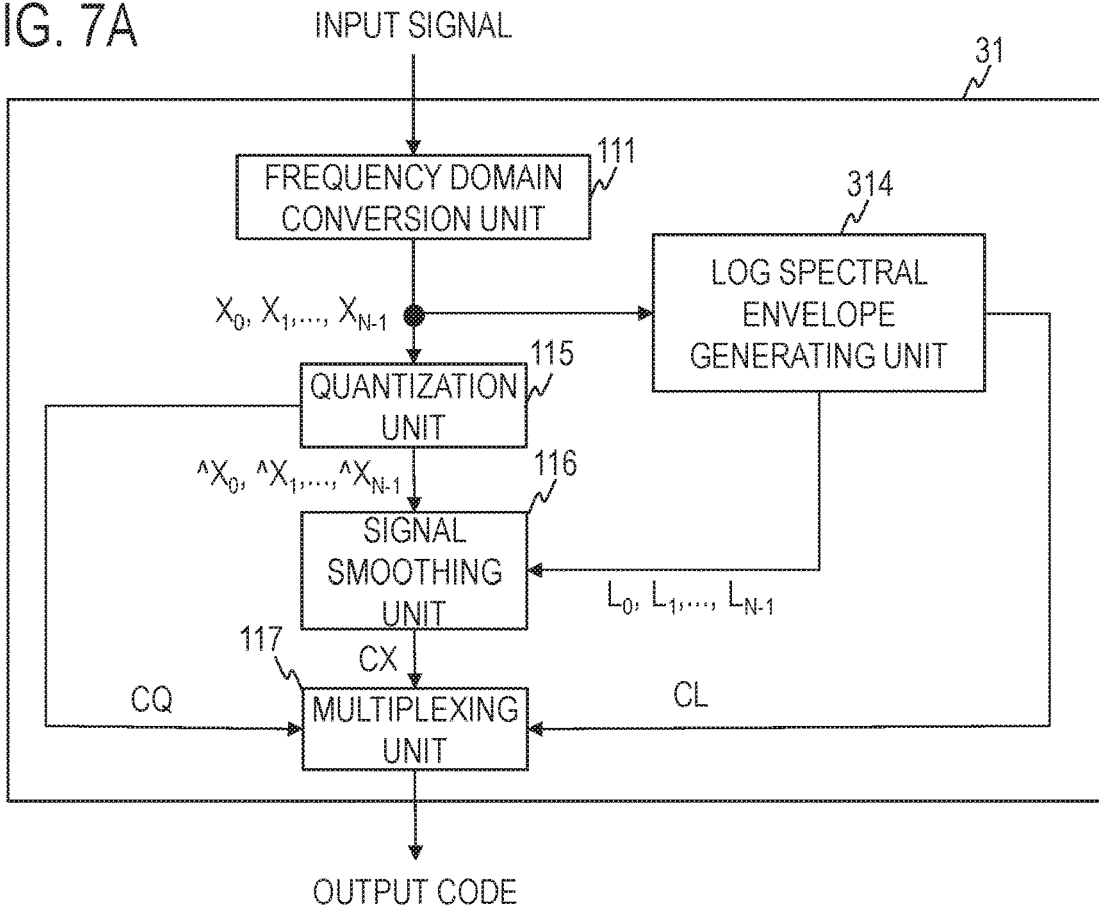 IG. 7A
INPUT SIGNAL
31
111
FREQUENCY DOMAIN
CONVERSION UNIT
314
LOG SPECTRAL
ENVELOPE
GENERATING UNIT
X0, X1,..., XN-1
115
QUANTIZATION
UNIT
^X0, ^X1,...,^XN-1
116
SIGNAL
SMOOTHING
UNIT
L0, L1,..., LN-1
117
CX
CQ
MULTIPLEXING
UNIT
CL
OUTPUT CODE